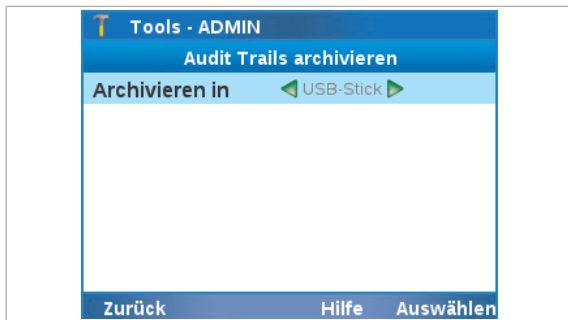 Tools - ADMIN
Audit Trails archivieren
Archivieren in USB-Stick
Zurück Hilfe Auswählen